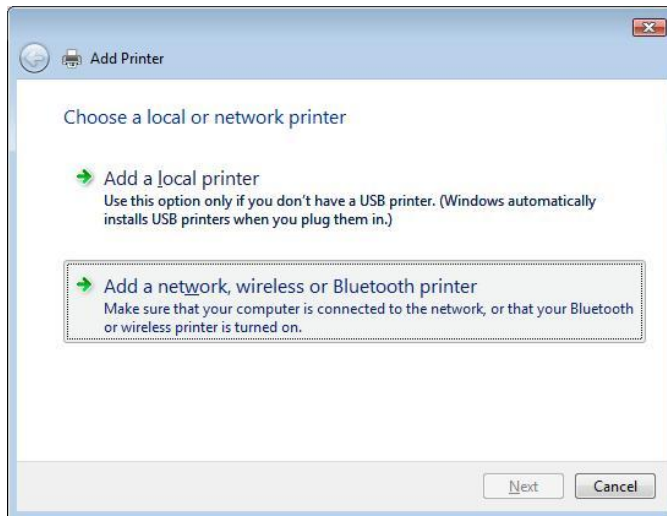 Add Printer
Choose a local or network printer
Add a local printer
Use this option only if you don't have a USB printer. (Windows automatically
installs USB printers when you plug them in.)
Add a network, wireless or Bluetooth printer
Make sure that your computer is connected to the network, or that your Bluetooth
or wireless printer is turned on.
Next Cancel